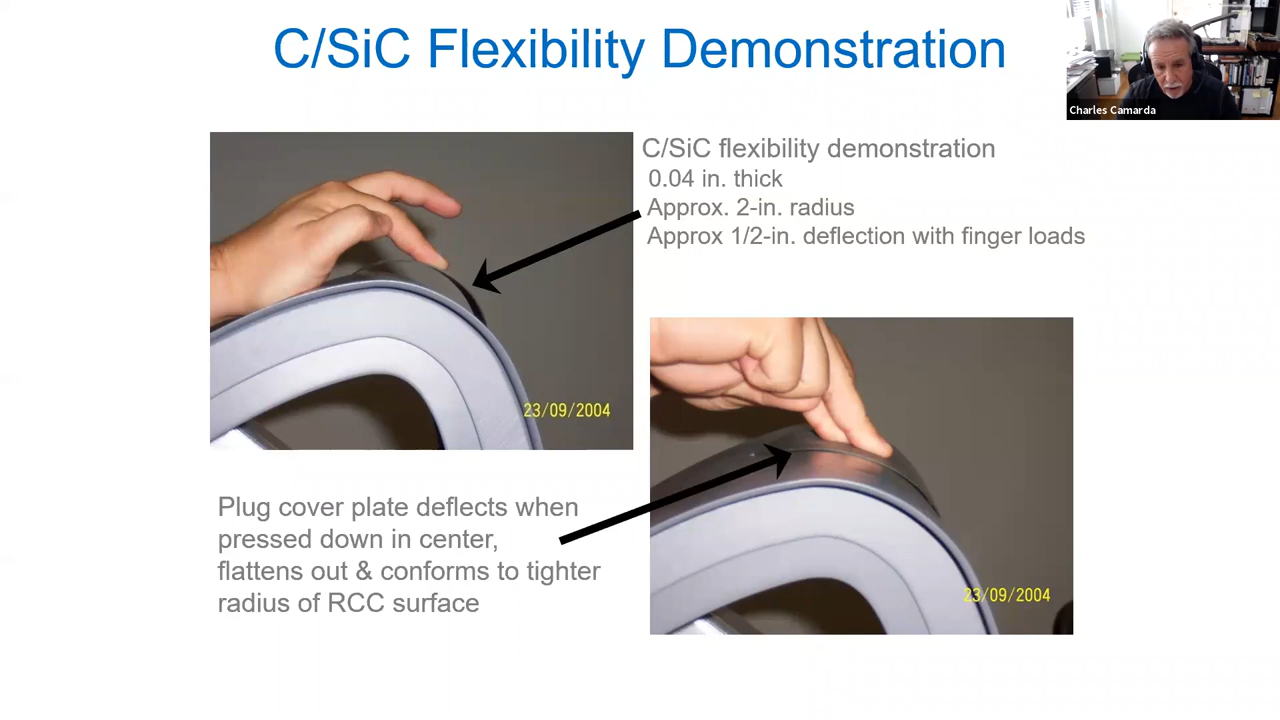 C/SiC Flexibility Demonstration
Charles Camarda
C/SiC flexibility demonstration
0.04 in. thick
Approx. 2-in. radius
Approx 1/2-in. deflection with finger loads
23/09/2004
Plug cover plate deflects when
pressed down in center,
flattens out & conforms to tighter
radius of RCC surface
23/09/2004